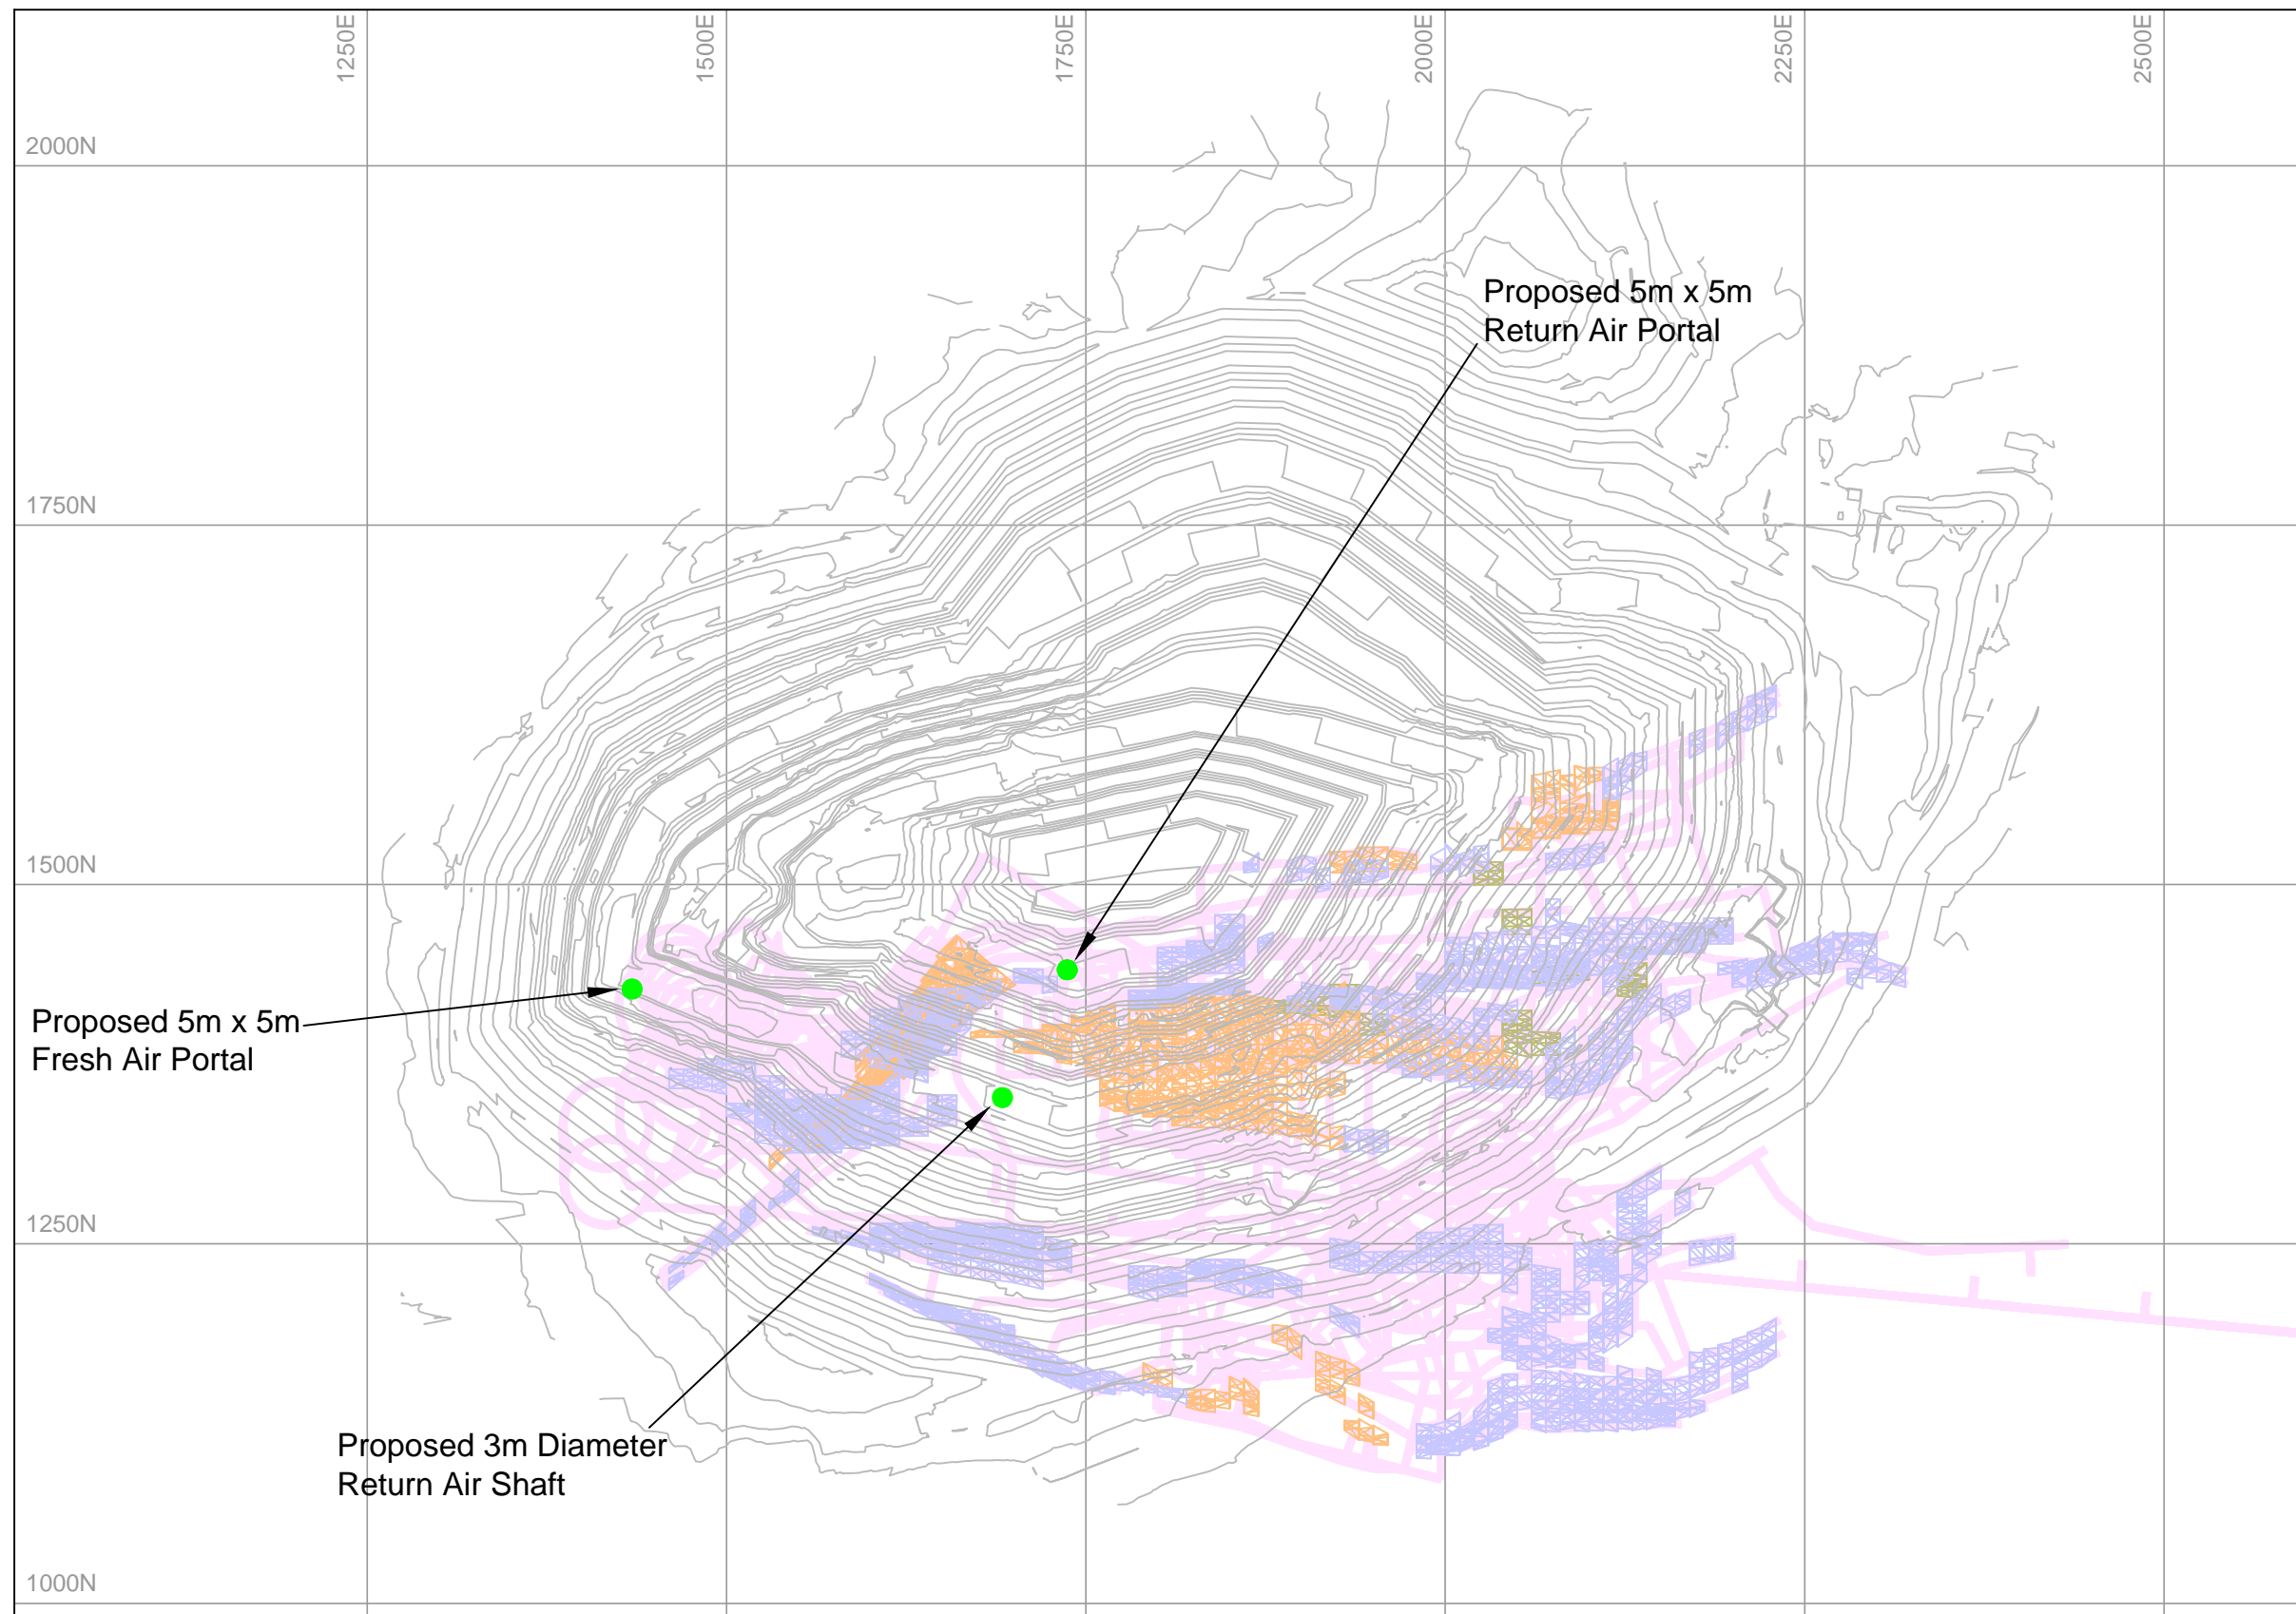 1250E
1500E
1750E
2000E
2250E
2500E
2000N
Proposed 5m x 5m
Return Air Portal
1750N
1500N
Proposed 5m x 5m
Fresh Air Portal
1250N
Proposed 3m Diameter
Return Air Shaft
1000N